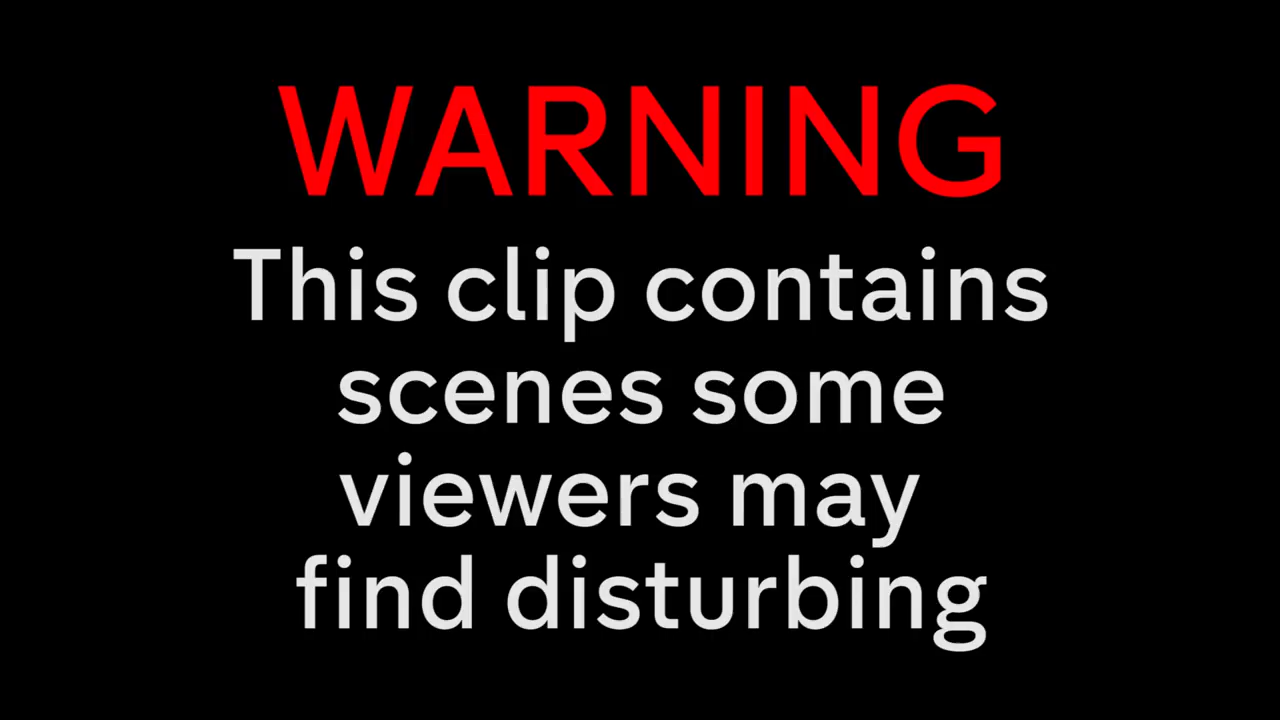 WARNING
This clip contains
scenes some
viewers may
find disturbing